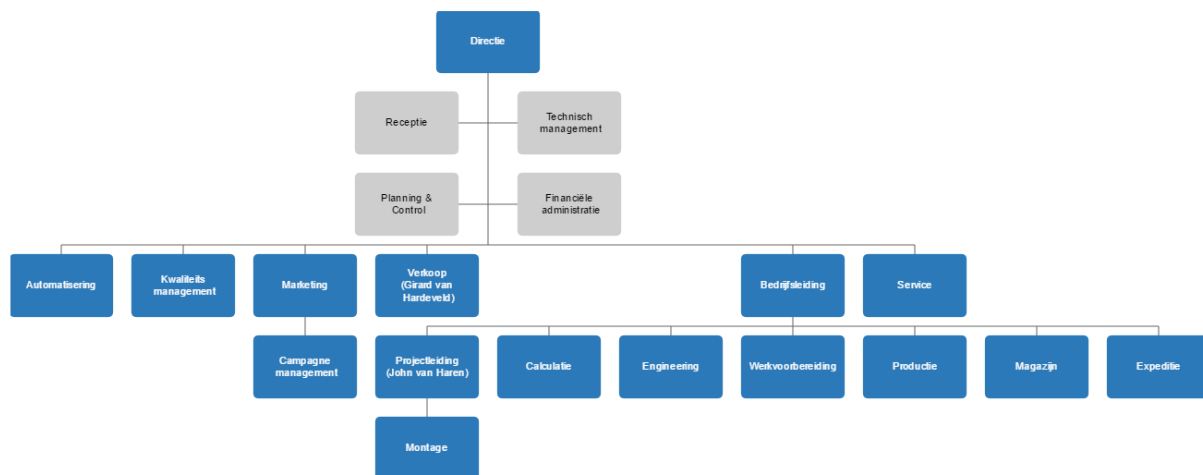 Directie
Receptie
Technisch
management
Planning &
Control
Financiële
administratie
Automatisering
Kwaliteits
management
Marketing
Verkoop
(Girard van
Hardeveld)
Bedrijfsleiding
Service
Campagne
management
Projectleiding
(John van Haren)
Calculatie
Engineering
Werkvoorbereiding
Productie
Magazijn
Expeditie
Montage